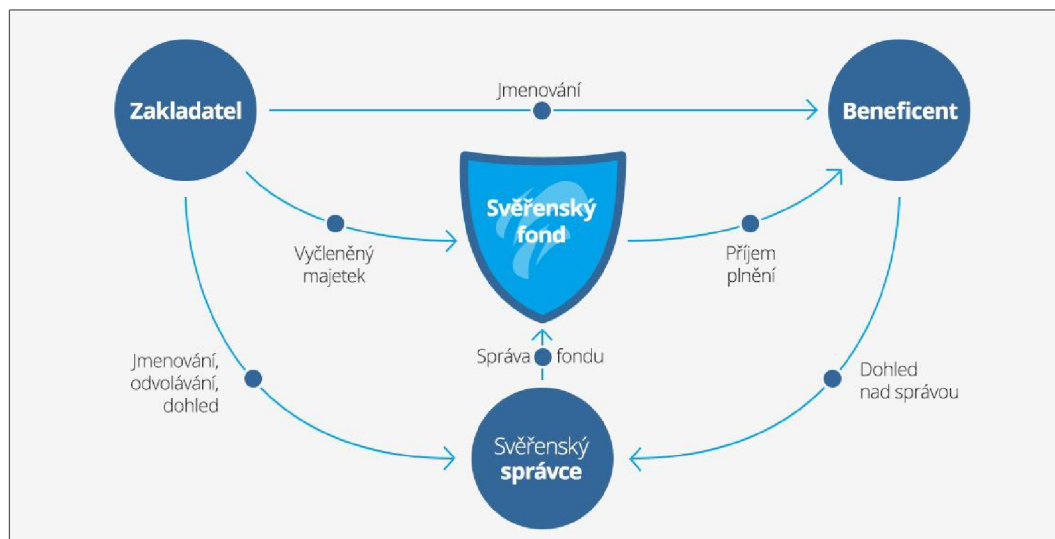 Zakladatel
Jmenování
Beneficent
Svěřenský
fond
Vyčleněný
majetek
Příjem
plnění
Jmenování,
odvolávání,
dohled
Správa fondu
Dohled
nad správou
Svěřenský
správce